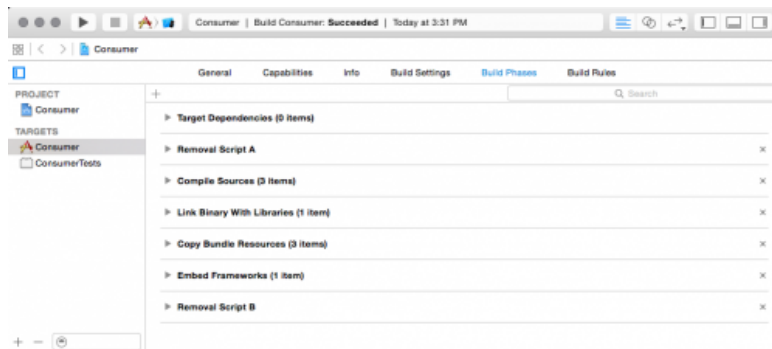 Consumer | Build Consumer: Succeeded | Today at 3:31 PM
Consumer
General Capabilities Info Build Settings Build Phases Build Rules
PROJECT
Consumer
TARGETS
Consumer
ConsumerTests
Search
Target Dependencies (0 items)
Removal Script A
Compile Sources (3 items)
Link Binary With Libraries (1 item)
Copy Bundle Resources (3 items)
Embed Frameworks (1 item)
Removal Script B